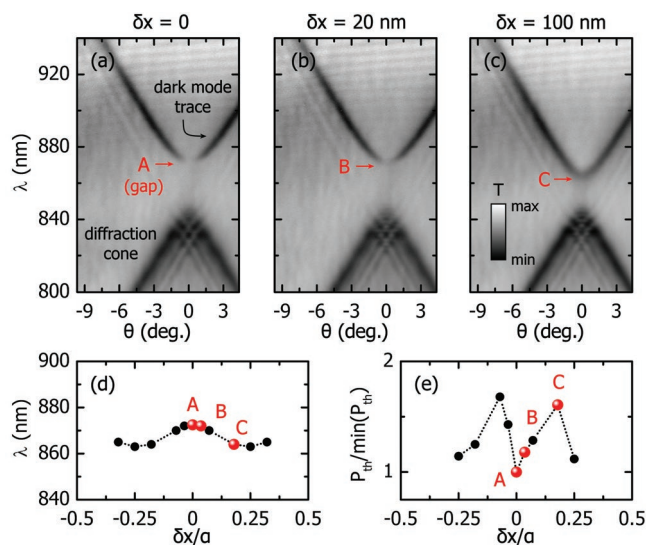 δx = 0
δx = 20 nm
δx = 100 nm
(a)
(b)
(c)
dark mode
trace
A
(gap)
B
C
T
max
min
diffraction
cone
λ (nm)
920
880
840
800
-9 -6 -3 0 3
-9 -6 -3 0 3
-9 -6 -3 0 3
θ (deg.)
θ (deg.)
θ (deg.)
(d)
A
B
C
λ (nm)
900
880
860
840
-0.5 -0.25 0 0.25 0.5
δx/a
(e)
A
B
C
Pth/min(Pth)
2
1
-0.5 -0.25 0 0.25 0.5
δx/a